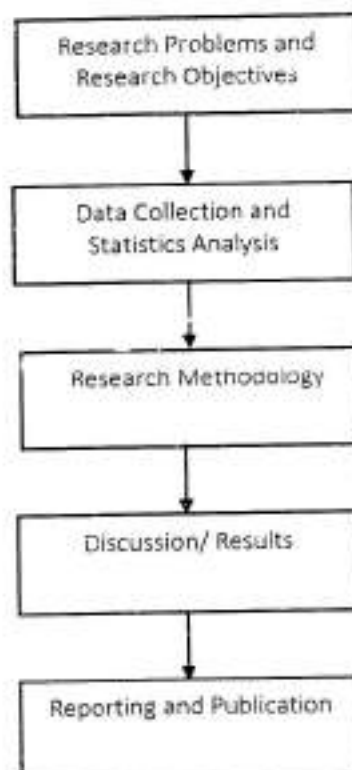 Research Problems and
Research Objectives
Data Collection and
Statistics Analysis
Research Methodology
Discussion/ Results
Reporting and Publication